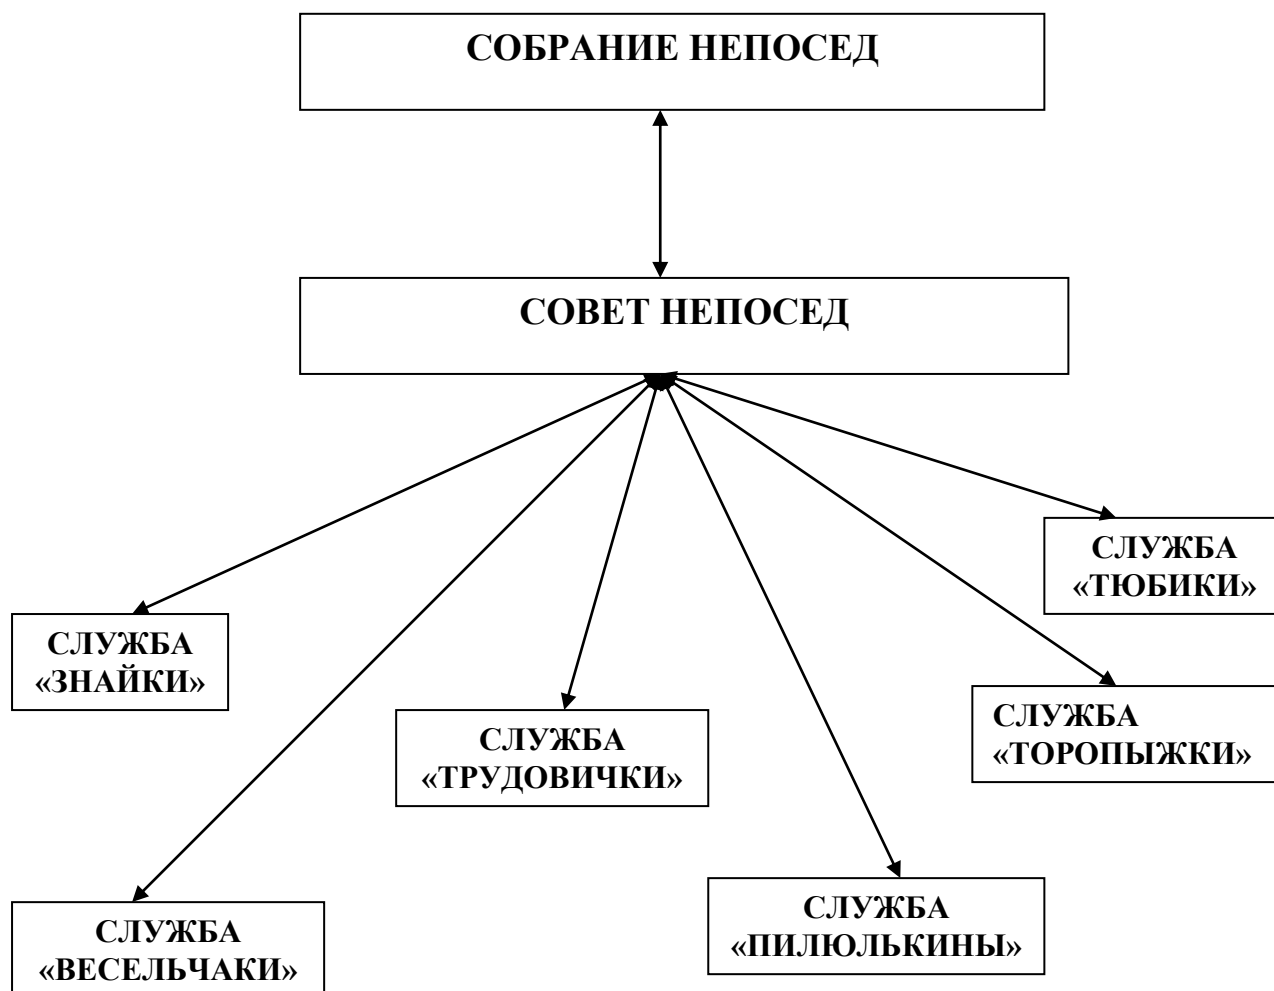 СОБРАНИЕ НЕПОСЕД
СОВЕТ НЕПОСЕД
СЛУЖБА
«ТЮБИКИ»
СЛУЖБА
«ЗНАЙКИ»
СЛУЖБА
«ТОРОПЫЖКИ»
СЛУЖБА
«ТРУДОВИЧКИ»
СЛУЖБА
«ПИЛЮЛЬКИНЫ»
СЛУЖБА
«ВЕСЕЛЬЧАКИ»